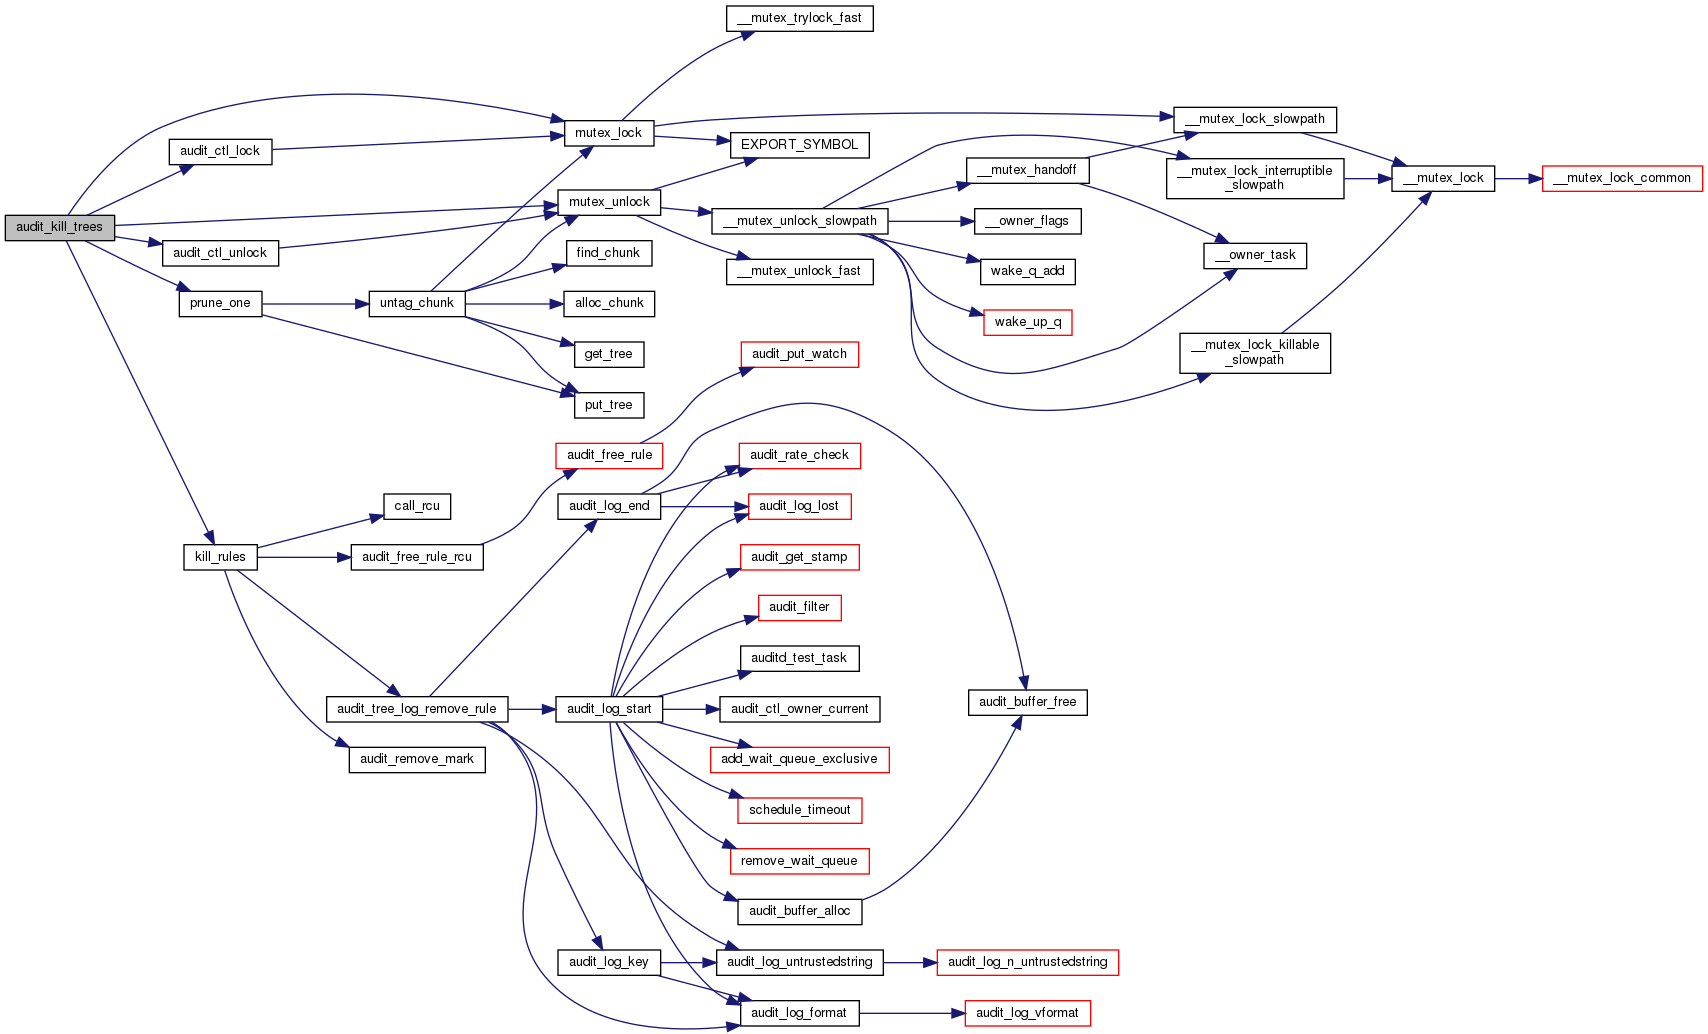 __mutex_trylock_fast
mutex_lock
__mutex_lock_slowpath
audit_ctl_lock
EXPORT_SYMBOL
__mutex_handoff
__mutex_lock_interruptible
_slowpath
__mutex_lock
__mutex_lock_common
audit_kill_trees
mutex_unlock
__mutex_unlock_slowpath
__owner_flags
audit_ctl_unlock
find_chunk
__mutex_unlock_fast
wake_q_add
__owner_task
prune_one
untag_chunk
alloc_chunk
wake_up_q
get_tree
audit_put_watch
__mutex_lock_killable
_slowpath
put_tree
audit_free_rule
audit_rate_check
call_rcu
audit_log_end
audit_log_lost
kill_rules
audit_free_rule_rcu
audit_get_stamp
audit_filter
auditd_test_task
audit_tree_log_remove_rule
audit_log_start
audit_ctl_owner_current
audit_buffer_free
audit_remove_mark
add_wait_queue_exclusive
schedule_timeout
remove_wait_queue
audit_buffer_alloc
audit_log_key
audit_log_untrustedstring
audit_log_n_untrustedstring
audit_log_format
audit_log_vformat